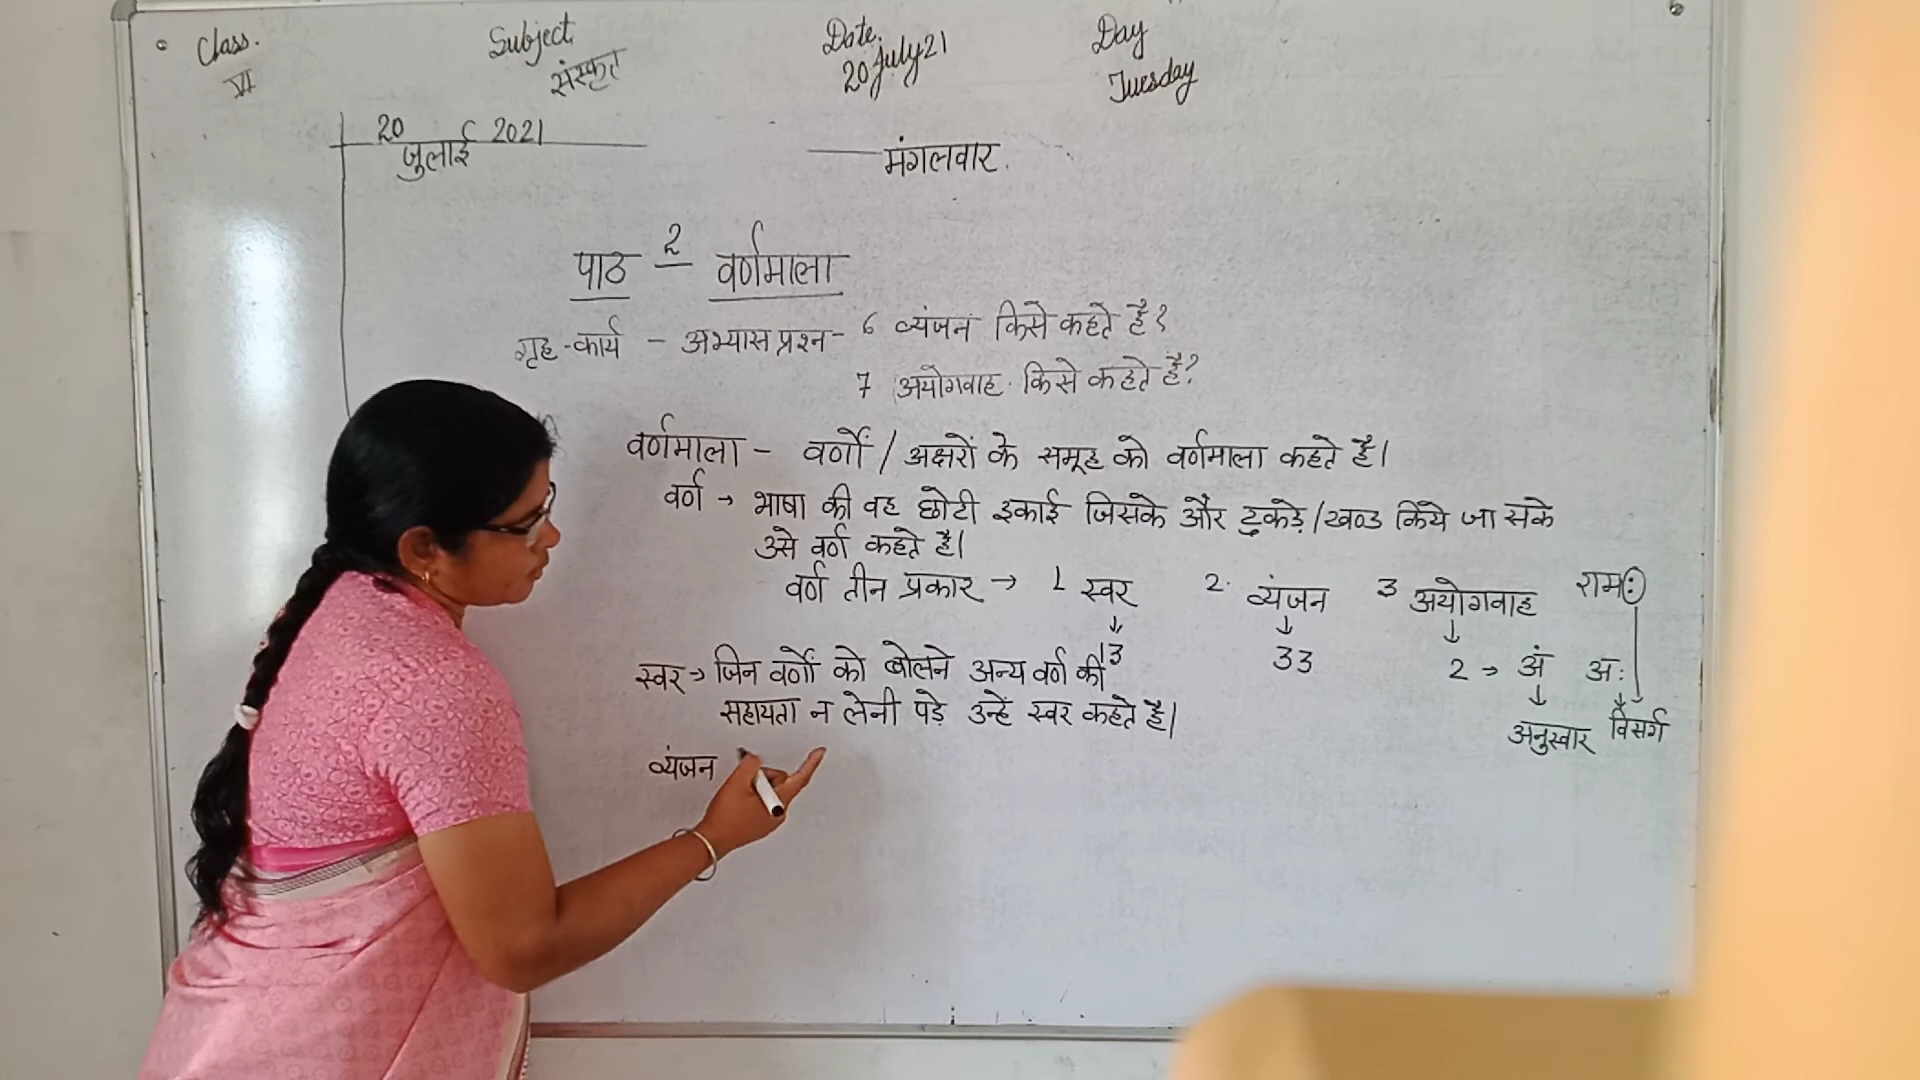 Class. Subject. Date. Day
VI संस्कृत 20 July 21 Tuesday
20 जुलाई 2021 मंगलवार.
पाठ - 2 वर्णमाला
गृह-कार्य - अभ्यास प्रश्न- 6 व्यंजन किसे कहते है?
7 अयोगवाह किसे कहते है?
वर्णमाला - वर्णों / अक्षरों के समूह को वर्णमाला कहते है।
वर्ण → भाषा की वह छोटी इकाई जिसके और टुकड़े / खण्ड किये जा सके
उसे वर्ण कहते है।
वर्ण तीन प्रकार → 1 स्वर 2. व्यंजन 3 अयोगवाह रामः
↓ 13 ↓ 33 ↓ 2 → अं अः
स्वर → जिन वर्णों को बोलने अन्य वर्ण की
सहायता न लेनी पड़े उन्हें स्वर कहते है।
↓ अनुस्वार विसर्ग
व्यंजन